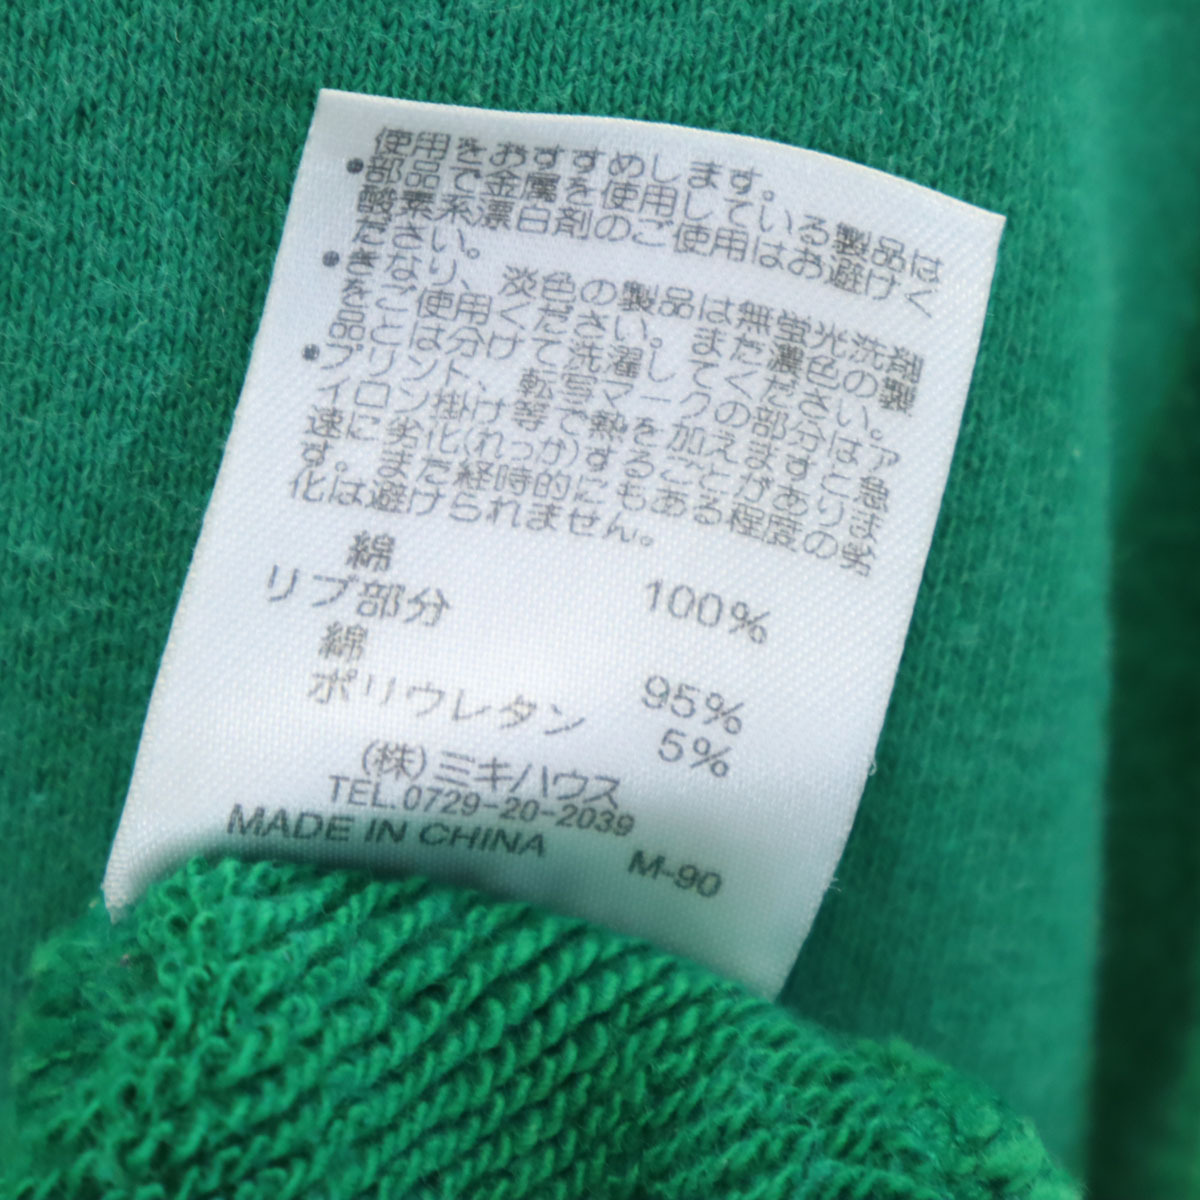 使用をおすすめします。
•部品で金属を使用している製品は
酸素系漂白剤のご使用はお避けく
ださい。
•きなり、淡色の製品は無蛍光洗剤
をご使用ください。また濃色の製
品とは分けて洗濯してください。
•プリント、転写マークの部分はア
イロン掛け等で熱を加えますと急
速に劣化(れっか)することがありま
す。また経時的にもある程度の劣
化は避けられません。
綿 100%
リブ部分
綿 95%
ポリウレタン 5%
(株)ミキハウス
TEL.0729-20-2039
MADE IN CHINA M-90